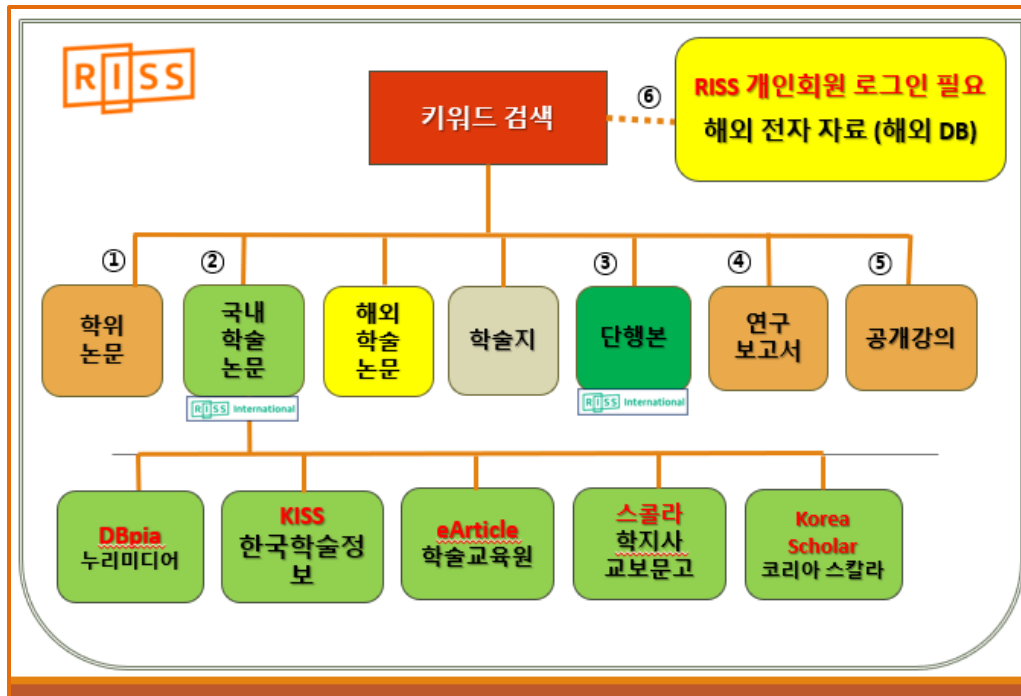 RISS
키워드 검색
⑥
RISS 개인회원 로그인 필요
해외 전자 자료 (해외 DB)
①
②
③
④
⑤
학위
논문
국내
학술
논문
해외
학술
논문
학술지
단행본
연구
보고서
공개강의
RISS International
RISS International
DBpia
누리미디어
KISS
한국학술정
보
eArticle
학술교육원
스콜라
학지사
교보문고
Korea
Scholar
코리아 스칼라